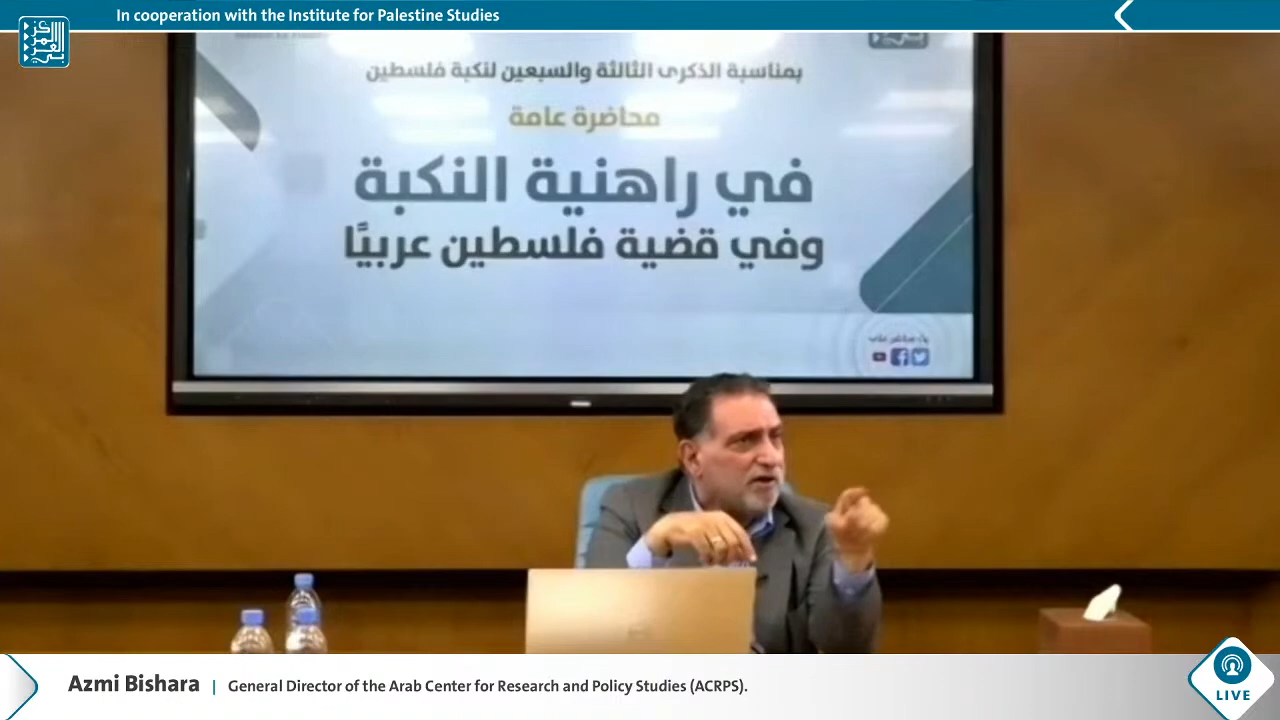 In cooperation with the Institute for Palestine Studies
بمناسبة الذكرى الثالثة والسبعين لنكبة فلسطين
محاضرة عامة
في راهنية النكبة
وفي قضية فلسطين عربيًا
Azmi Bishara | General Director of the Arab Center for Research and Policy Studies (ACRPS).
LIVE